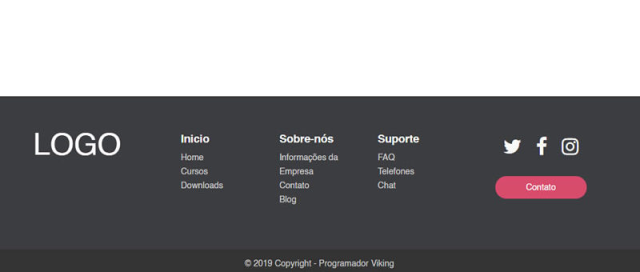 LOGO
Inicio
Home
Cursos
Downloads
Sobre-nós
Informações da
Empresa
Contato
Blog
Suporte
FAQ
Telefones
Chat
Contato
© 2019 Copyright - Programador Viking